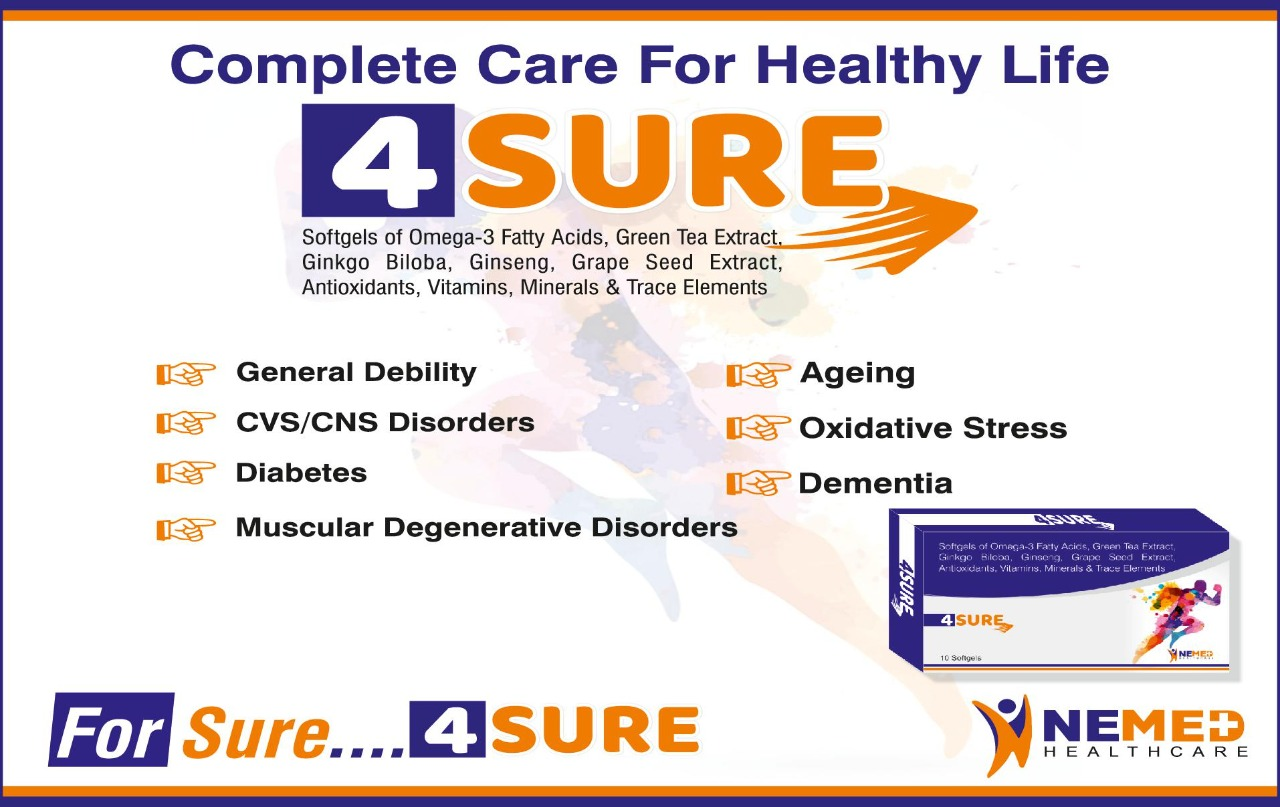 Complete Care For Healthy Life
4SURE
Softgels of Omega-3 Fatty Acids, Green Tea Extract,
Ginkgo Biloba, Ginseng, Grape Seed Extract,
Antioxidants, Vitamins, Minerals & Trace Elements
General Debility
CVS/CNS Disorders
Diabetes
Muscular Degenerative Disorders
Ageing
Oxidative Stress
Dementia
4SURE
4SURE
Softgels of Omega-3 Fatty Acids, Green Tea Extract,
Ginkgo Biloba, Ginseng, Grape Seed Extract,
Antioxidants, Vitamins, Minerals & Trace Elements
4SURE
10 Softgels
NEMED
For Sure....4SURE
NEMED
HEALTHCARE